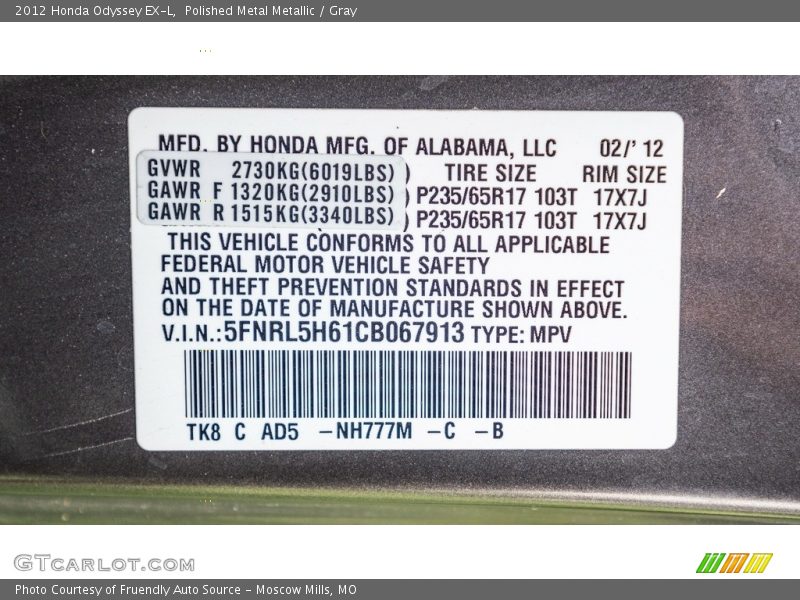 2012 Honda Odyssey EX-L,  Polished Metal Metallic / Gray
MFD. BY HONDA MFG. OF ALABAMA, LLC 02/' 12
GVWR 2730KG(6019LBS) ) TIRE SIZE RIM SIZE
GAWR F 1320KG(2910LBS) ) P235/65R17 103T 17X7J
GAWR R 1515KG(3340LBS) ) P235/65R17 103T 17X7J
THIS VEHICLE CONFORMS TO ALL APPLICABLE
FEDERAL MOTOR VEHICLE SAFETY
AND THEFT PREVENTION STANDARDS IN EFFECT
ON THE DATE OF MANUFACTURE SHOWN ABOVE.
V.I.N.:5FNRL5H61CB067913 TYPE: MPV
TK8 C AD5 -NH777M -C -B
GTCARLOT.COM
Photo Courtesy of Fruendly Auto Source - Moscow Mills, MO